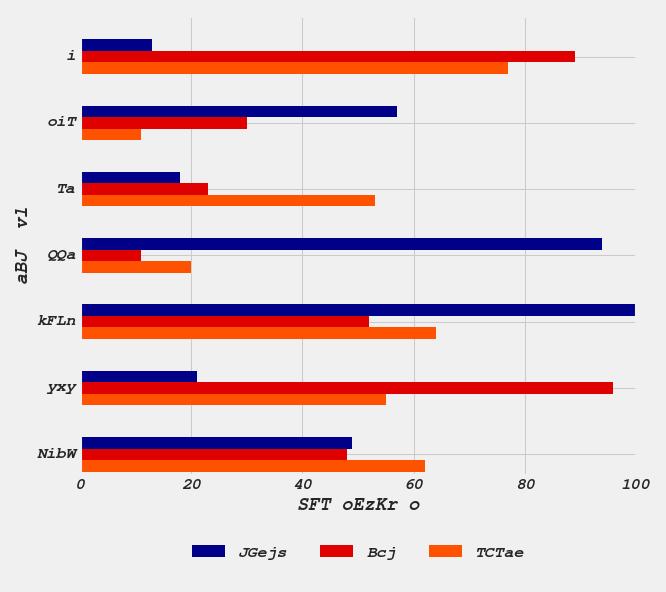 i
oiT
Ta
QQa
kFLn
yxy
NibW
aBJ vl
0 20 40 60 80 100
SFT oEzKr o
JGejs Bcj TCTae